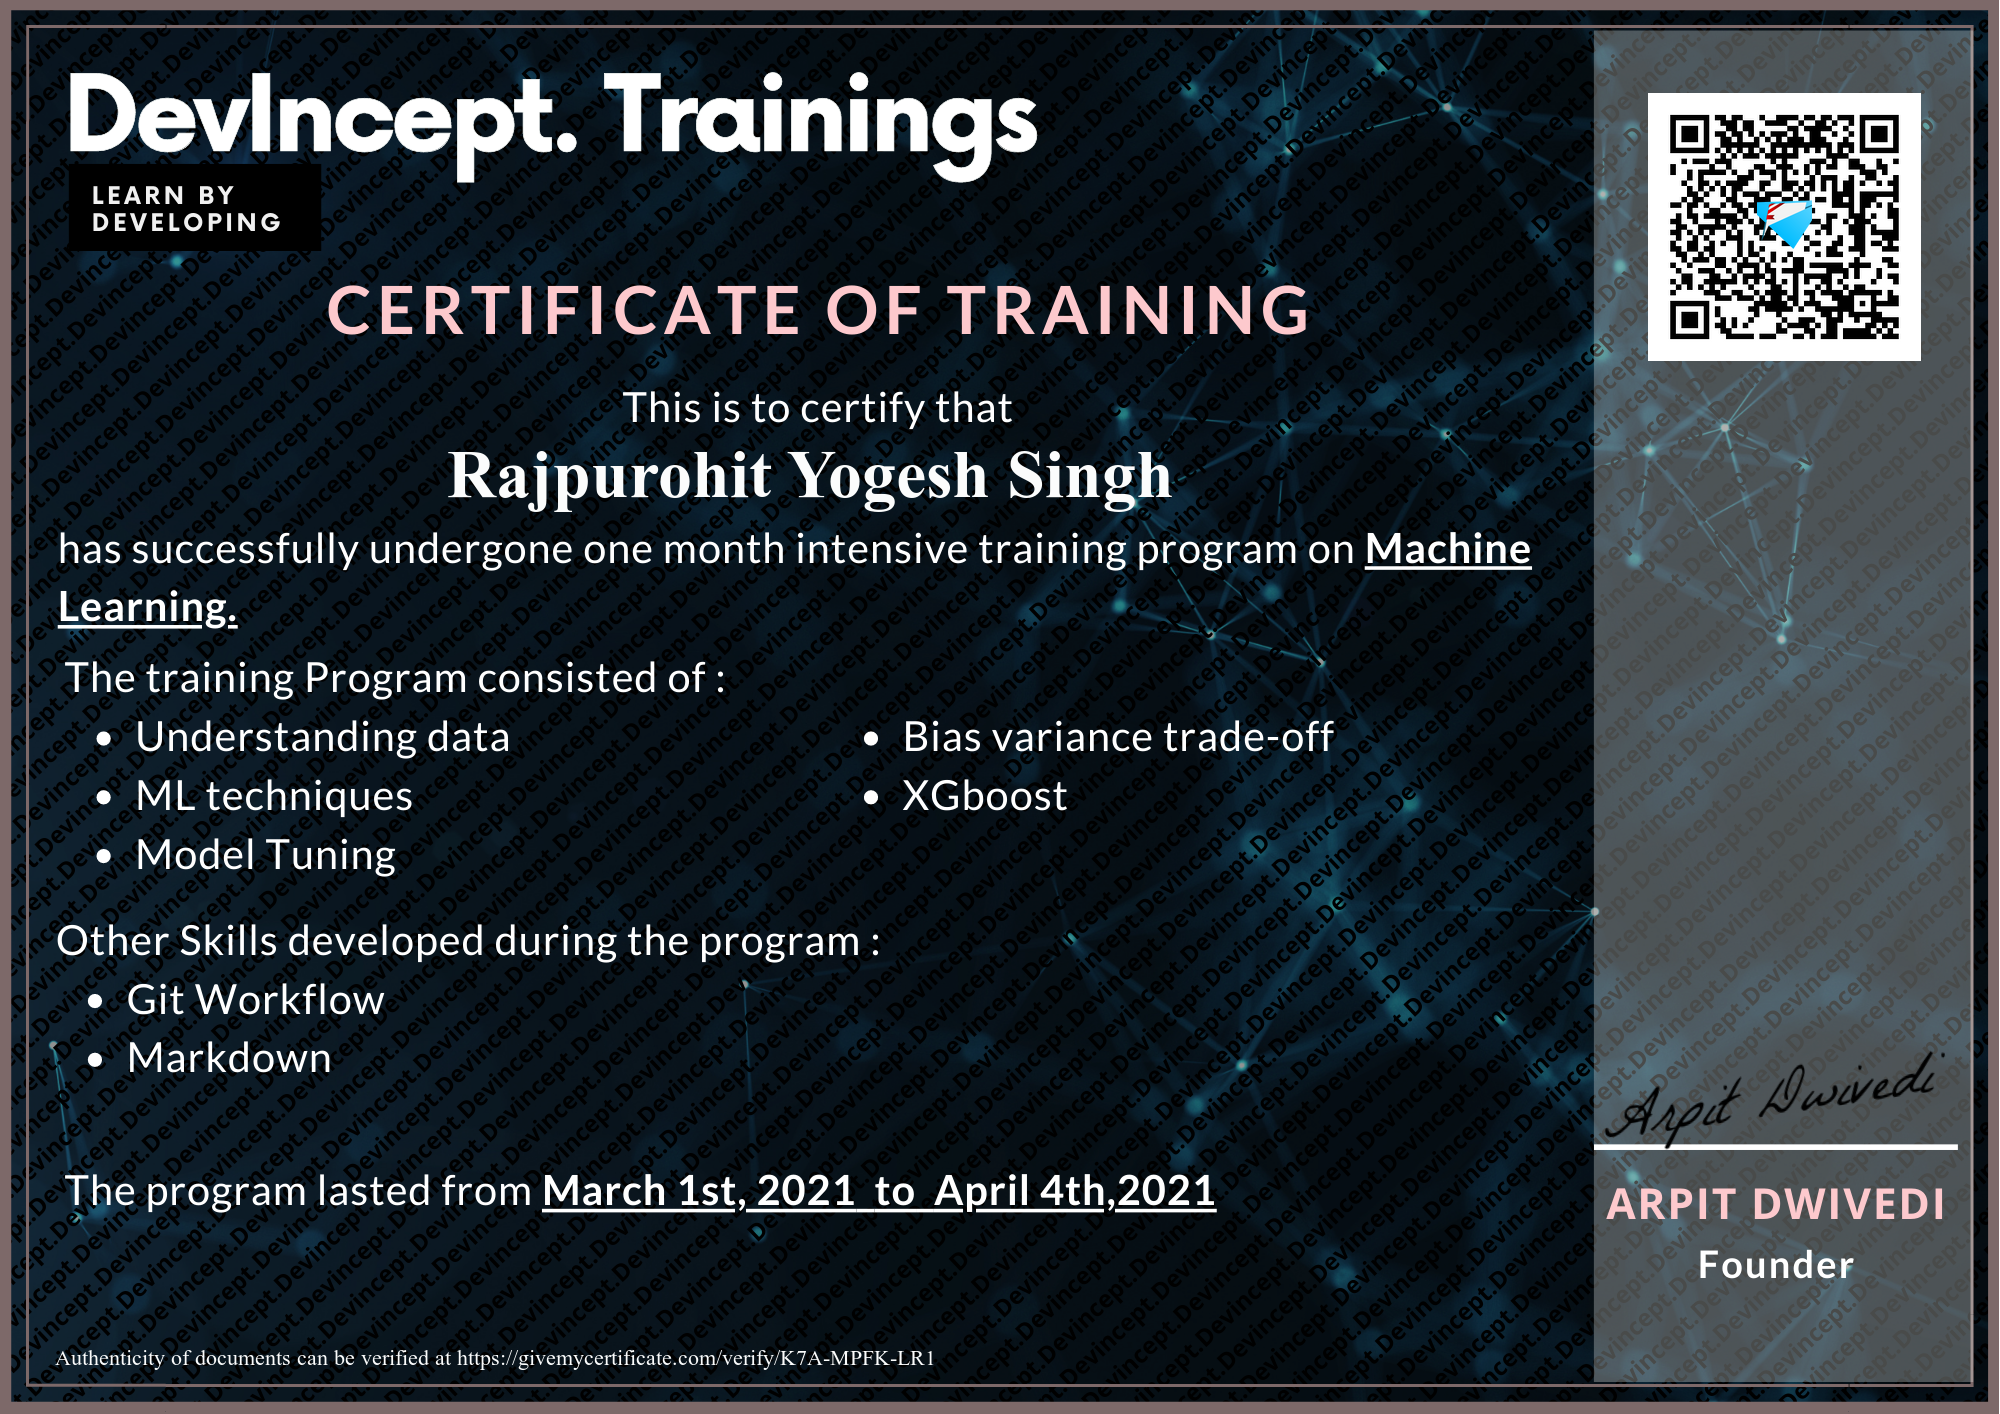 DevIncept. Trainings
LEARN BY
DEVELOPING
CERTIFICATE OF TRAINING
This is to certify that
Rajpurohit Yogesh Singh
has successfully undergone one month intensive training program on Machine
Learning.
The training Program consisted of :
• Understanding data
• ML techniques
• Model Tuning
• Bias variance trade-off
• XGboost
Other Skills developed during the program :
• Git Workflow
• Markdown
The program lasted from March 1st, 2021 to April 4th,2021
Authenticity of documents can be verified at https://givemycertificate.com/verify/K7A-MPFK-LR1
Arpit Dwivedi
ARPIT DWIVEDI
Founder
Devincept.Devincept.Devincept.Devincept.